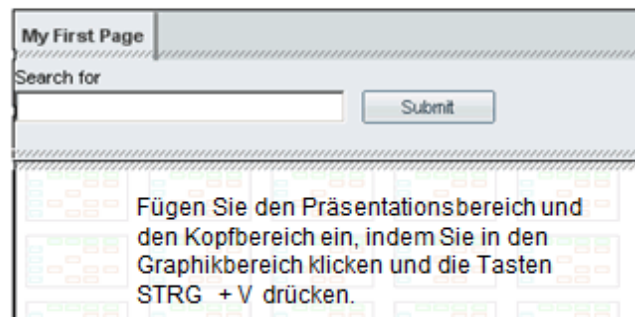 My First Page
Search for
Submit
Fügen Sie den Präsentationsbereich und
den Kopfbereich ein, indem Sie in den
Graphikbereich klicken und die Tasten
STRG + V drücken.